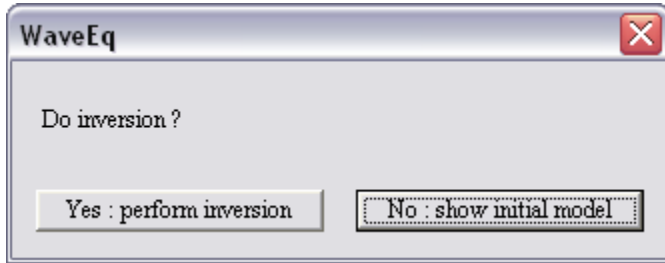 WaveEq
Do inversion ?
Yes : perform inversion
No : show initial model